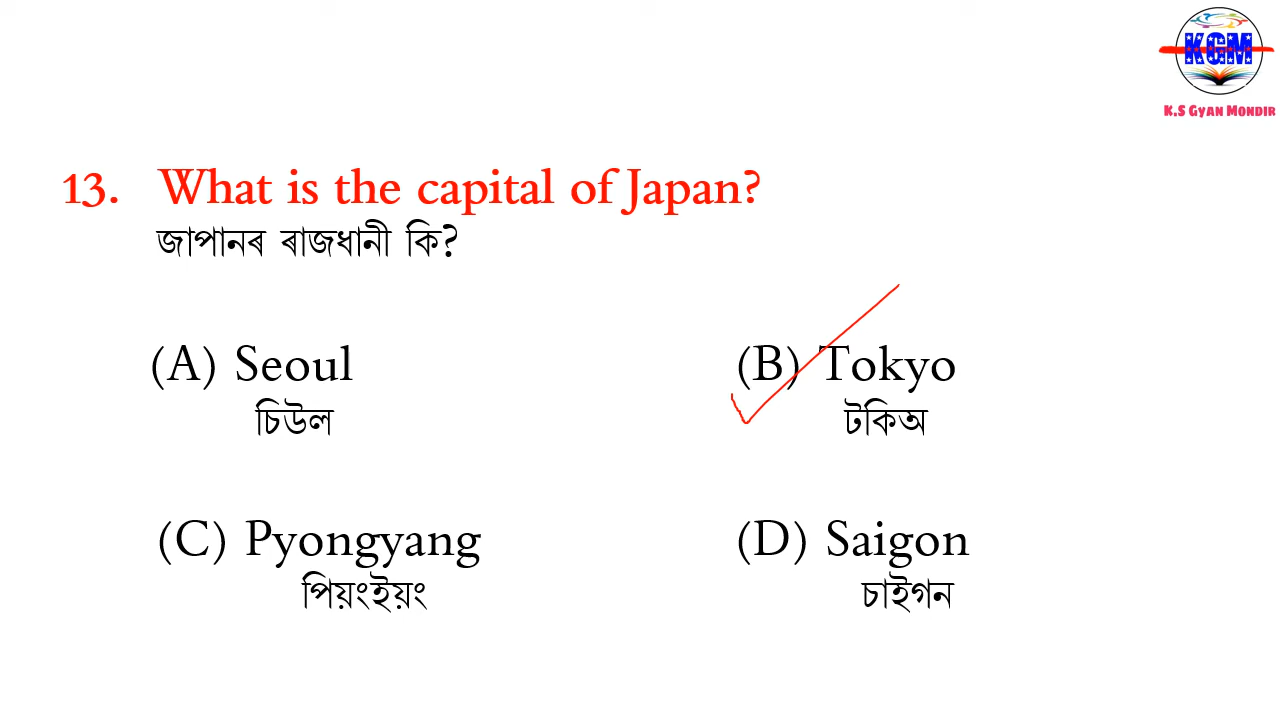 KGM
K.S Gyan Mondir
13. What is the capital of Japan?
জাপানৰ ৰাজধানী কি?
(A) Seoul
চিউল
(B) Tokyo
টকিঅ
(C) Pyongyang
পিয়ংইয়ং
(D) Saigon
চাইগন